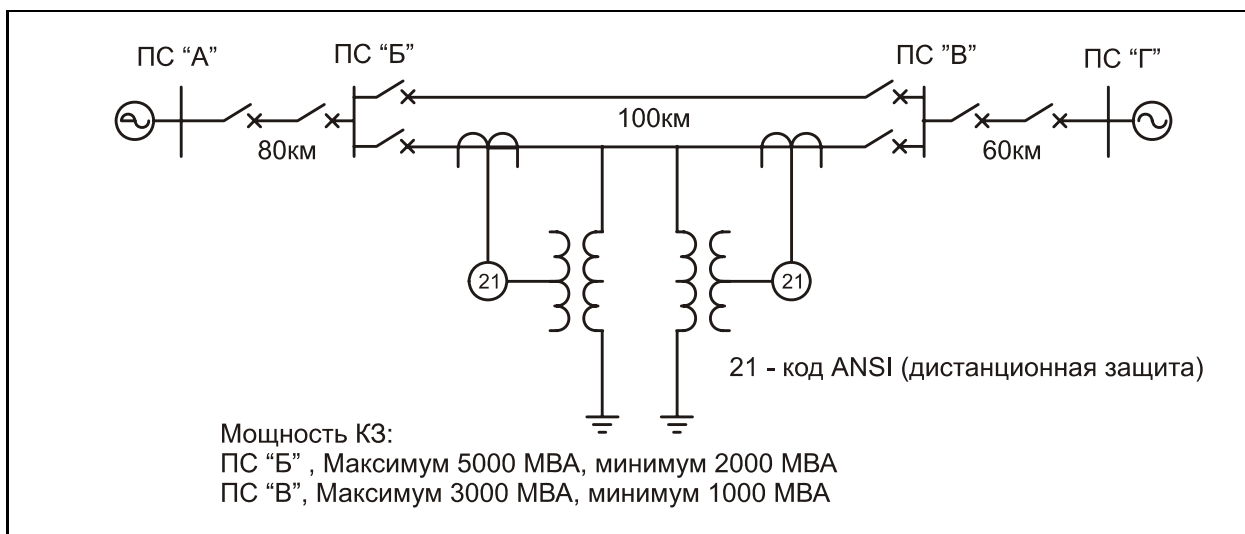 ПС “А”
ПС “Б”
ПС ”В”
ПС “Г”
80км
100км
60км
21
21
21 - код ANSI (дистанционная защита)
Мощность КЗ:
ПС “Б” , Максимум 5000 МВА, минимум 2000 МВА
ПС “В”, Максимум 3000 МВА, минимум 1000 МВА